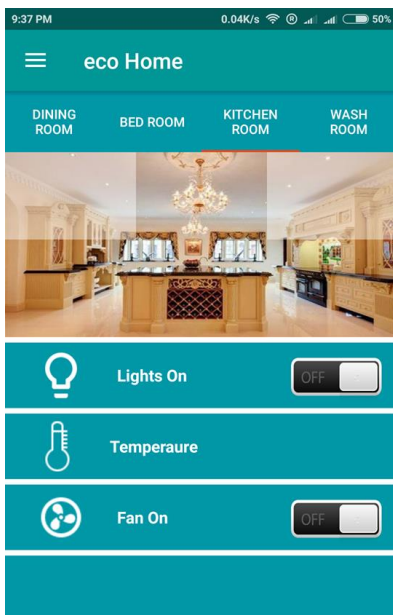 9:37 PM 0.04K/s ® 50%
eco Home
DINING
ROOM
BED ROOM
KITCHEN
ROOM
WASH
ROOM
Lights On OFF
Temperaure
Fan On OFF